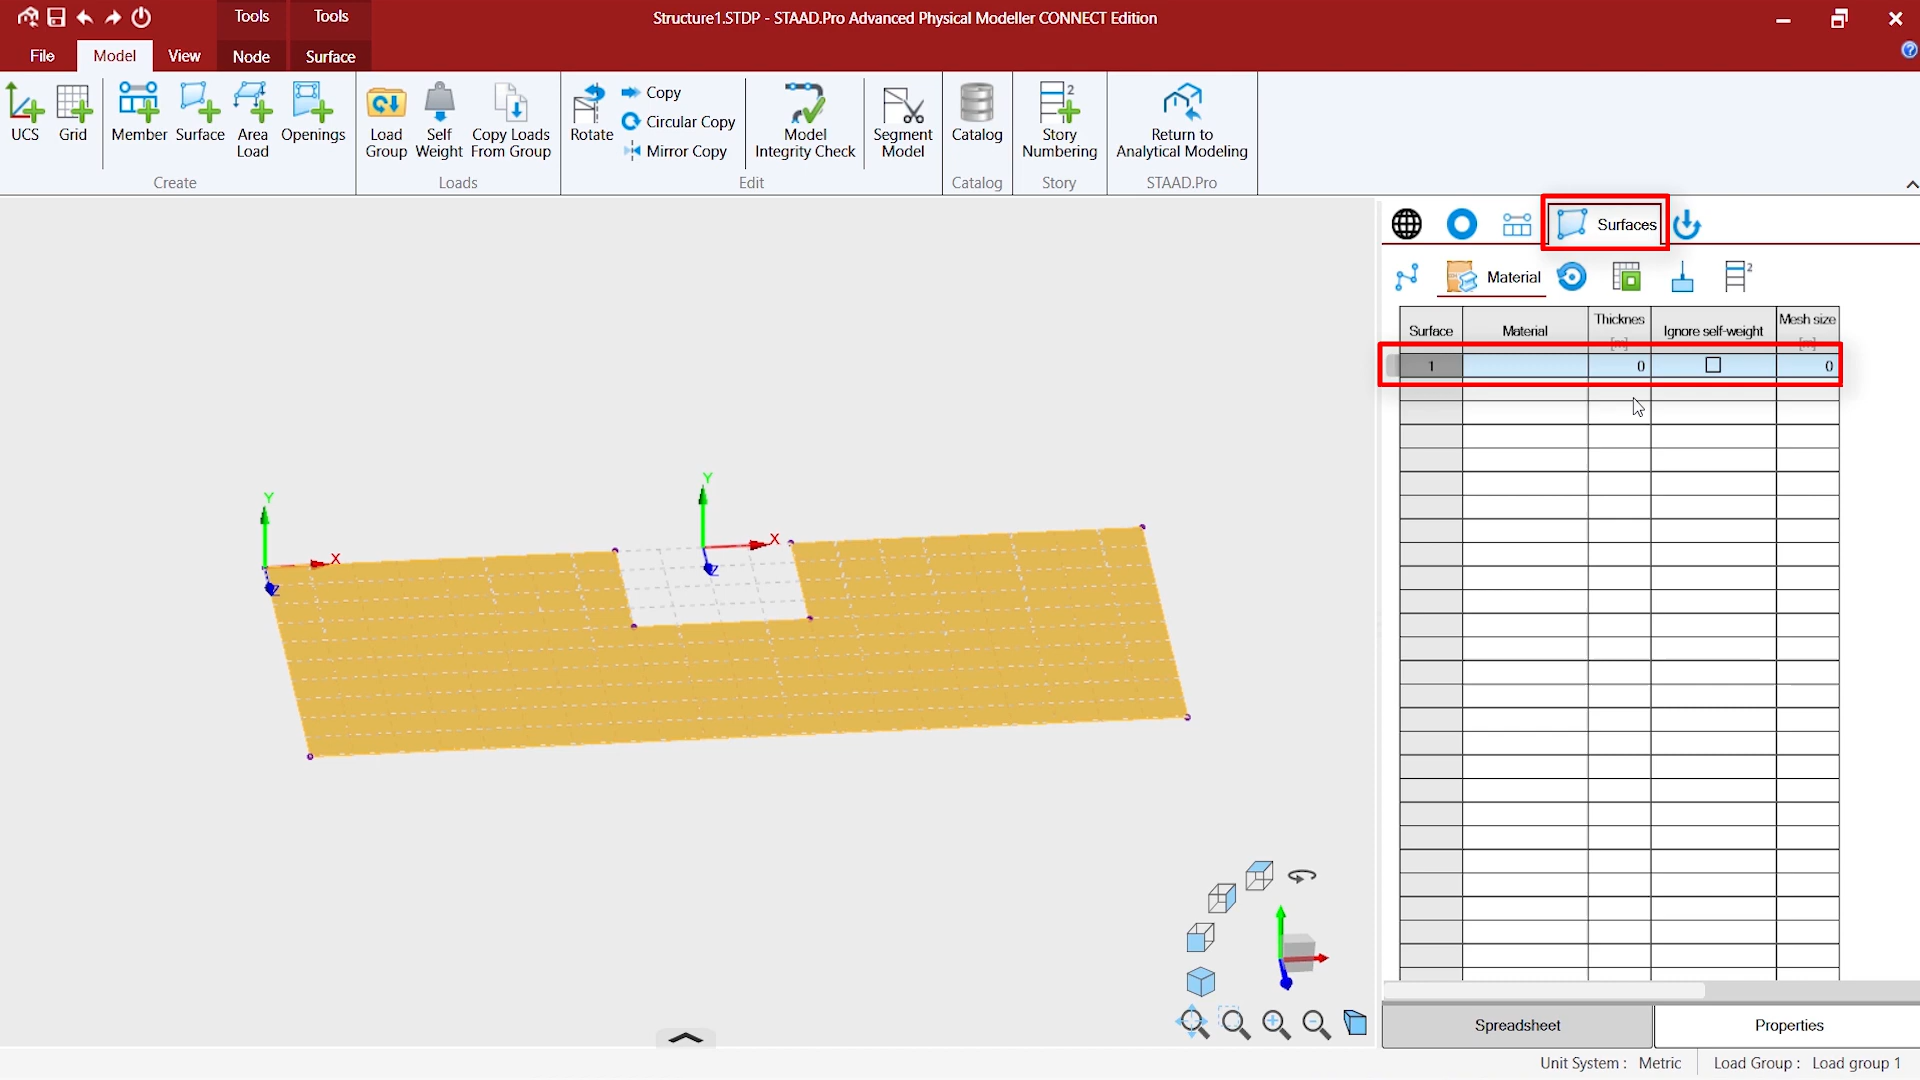 Tools Tools Structure1.STDP - STAAD.Pro Advanced Physical Modeller CONNECT Edition
File Model View Node Surface
UCS Grid Member Surface Area Load Openings
Load Group Self Weight Copy Loads From Group
Rotate Copy
Circular Copy
Mirror Copy
Model Integrity Check
Segment Model
Catalog
Story Numbering
Return to Analytical Modeling
Create Loads Edit Catalog Story STAAD.Pro
2
Surfaces
Material
2
Surface Material Thicknes Ignore self-weight Mesh size
1 0 0
Y
X
Z
Y
X
Z
Spreadsheet Properties
Unit System : Metric Load Group : Load group 1